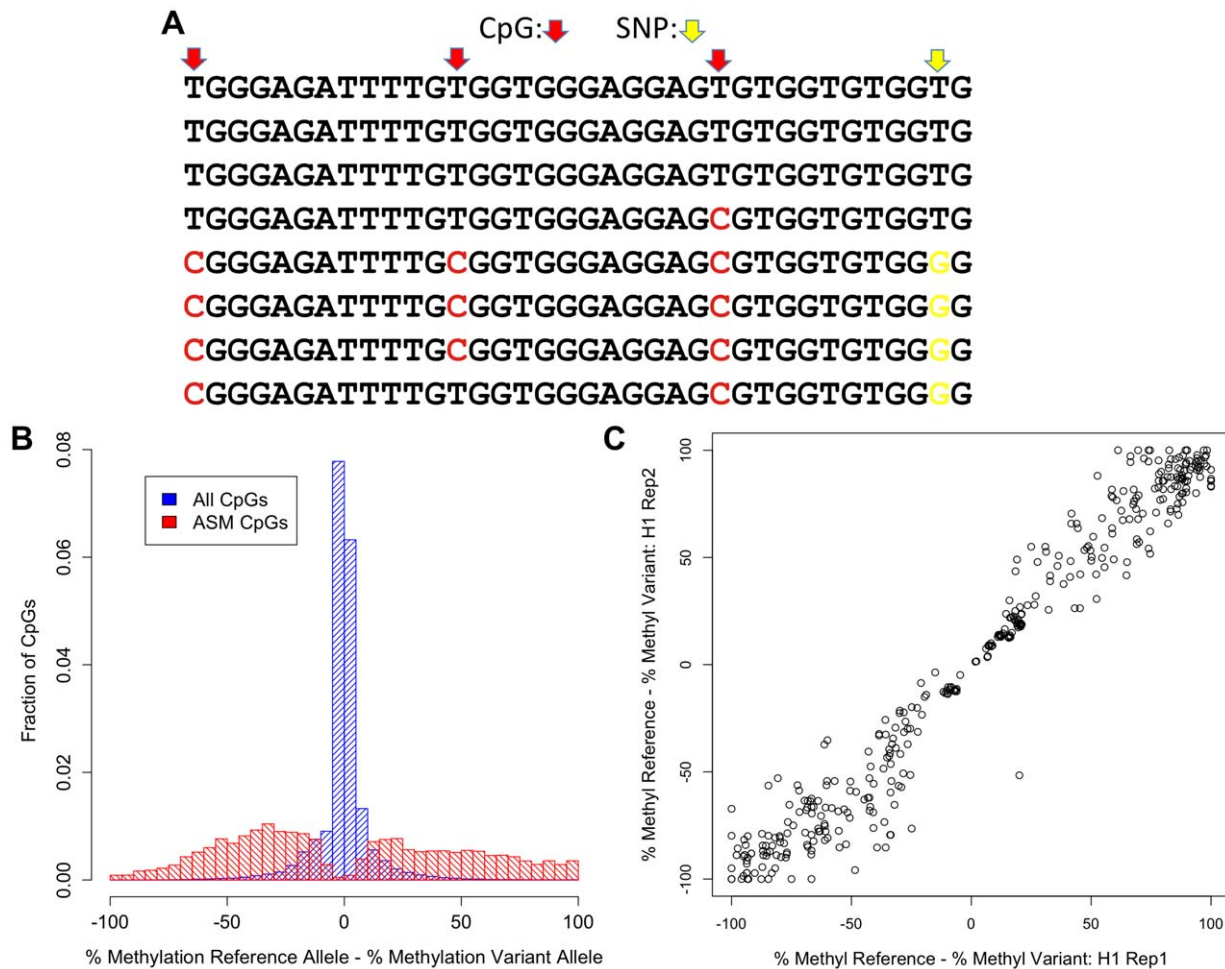 A
CpG: SNP:
TGGGAGATTTTGTGGTGGGAGGAGTGTGGTGTGGTG
TGGGAGATTTTGTGGTGGGAGGAGTGTGGTGTGGTG
TGGGAGATTTTGTGGTGGGAGGAGTGTGGTGTGGTG
TGGGAGATTTTGTGGTGGGAGGAGCGTGGTGTGGTG
CGGGAGATTTTGCGGTGGGAGGAGCGTGGTGTGGGG
CGGGAGATTTTGCGGTGGGAGGAGCGTGGTGTGGGG
CGGGAGATTTTGCGGTGGGAGGAGCGTGGTGTGGGG
CGGGAGATTTTGTGGTGGGAGGAGCGTGGTGTGGGG
B
Fraction of CpGs
0.08
0.06
0.04
0.02
0.00
All CpGs
ASM CpGs
-100 -50 0 50 100
% Methylation Reference Allele - % Methylation Variant Allele
C
% Methyl Reference - % Methyl Variant: H1 Rep2
100
50
0
-50
-100
-100 -50 0 50 100
% Methyl Reference - % Methyl Variant: H1 Rep1